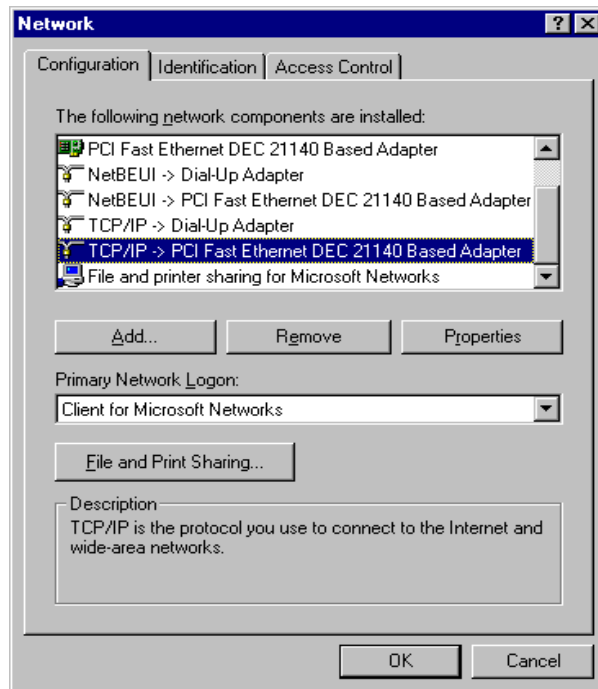 Network
Configuration Identification Access Control
The following network components are installed:
PCI Fast Ethernet DEC 21140 Based Adapter
NetBEUI -> Dial-Up Adapter
NetBEUI -> PCI Fast Ethernet DEC 21140 Based Adapter
TCP/IP -> Dial-Up Adapter
TCP/IP -> PCI Fast Ethernet DEC 21140 Based Adapter
File and printer sharing for Microsoft Networks
Add... Remove Properties
Primary Network Logon:
Client for Microsoft Networks
File and Print Sharing...
Description
TCP/IP is the protocol you use to connect to the Internet and
wide-area networks.
OK Cancel